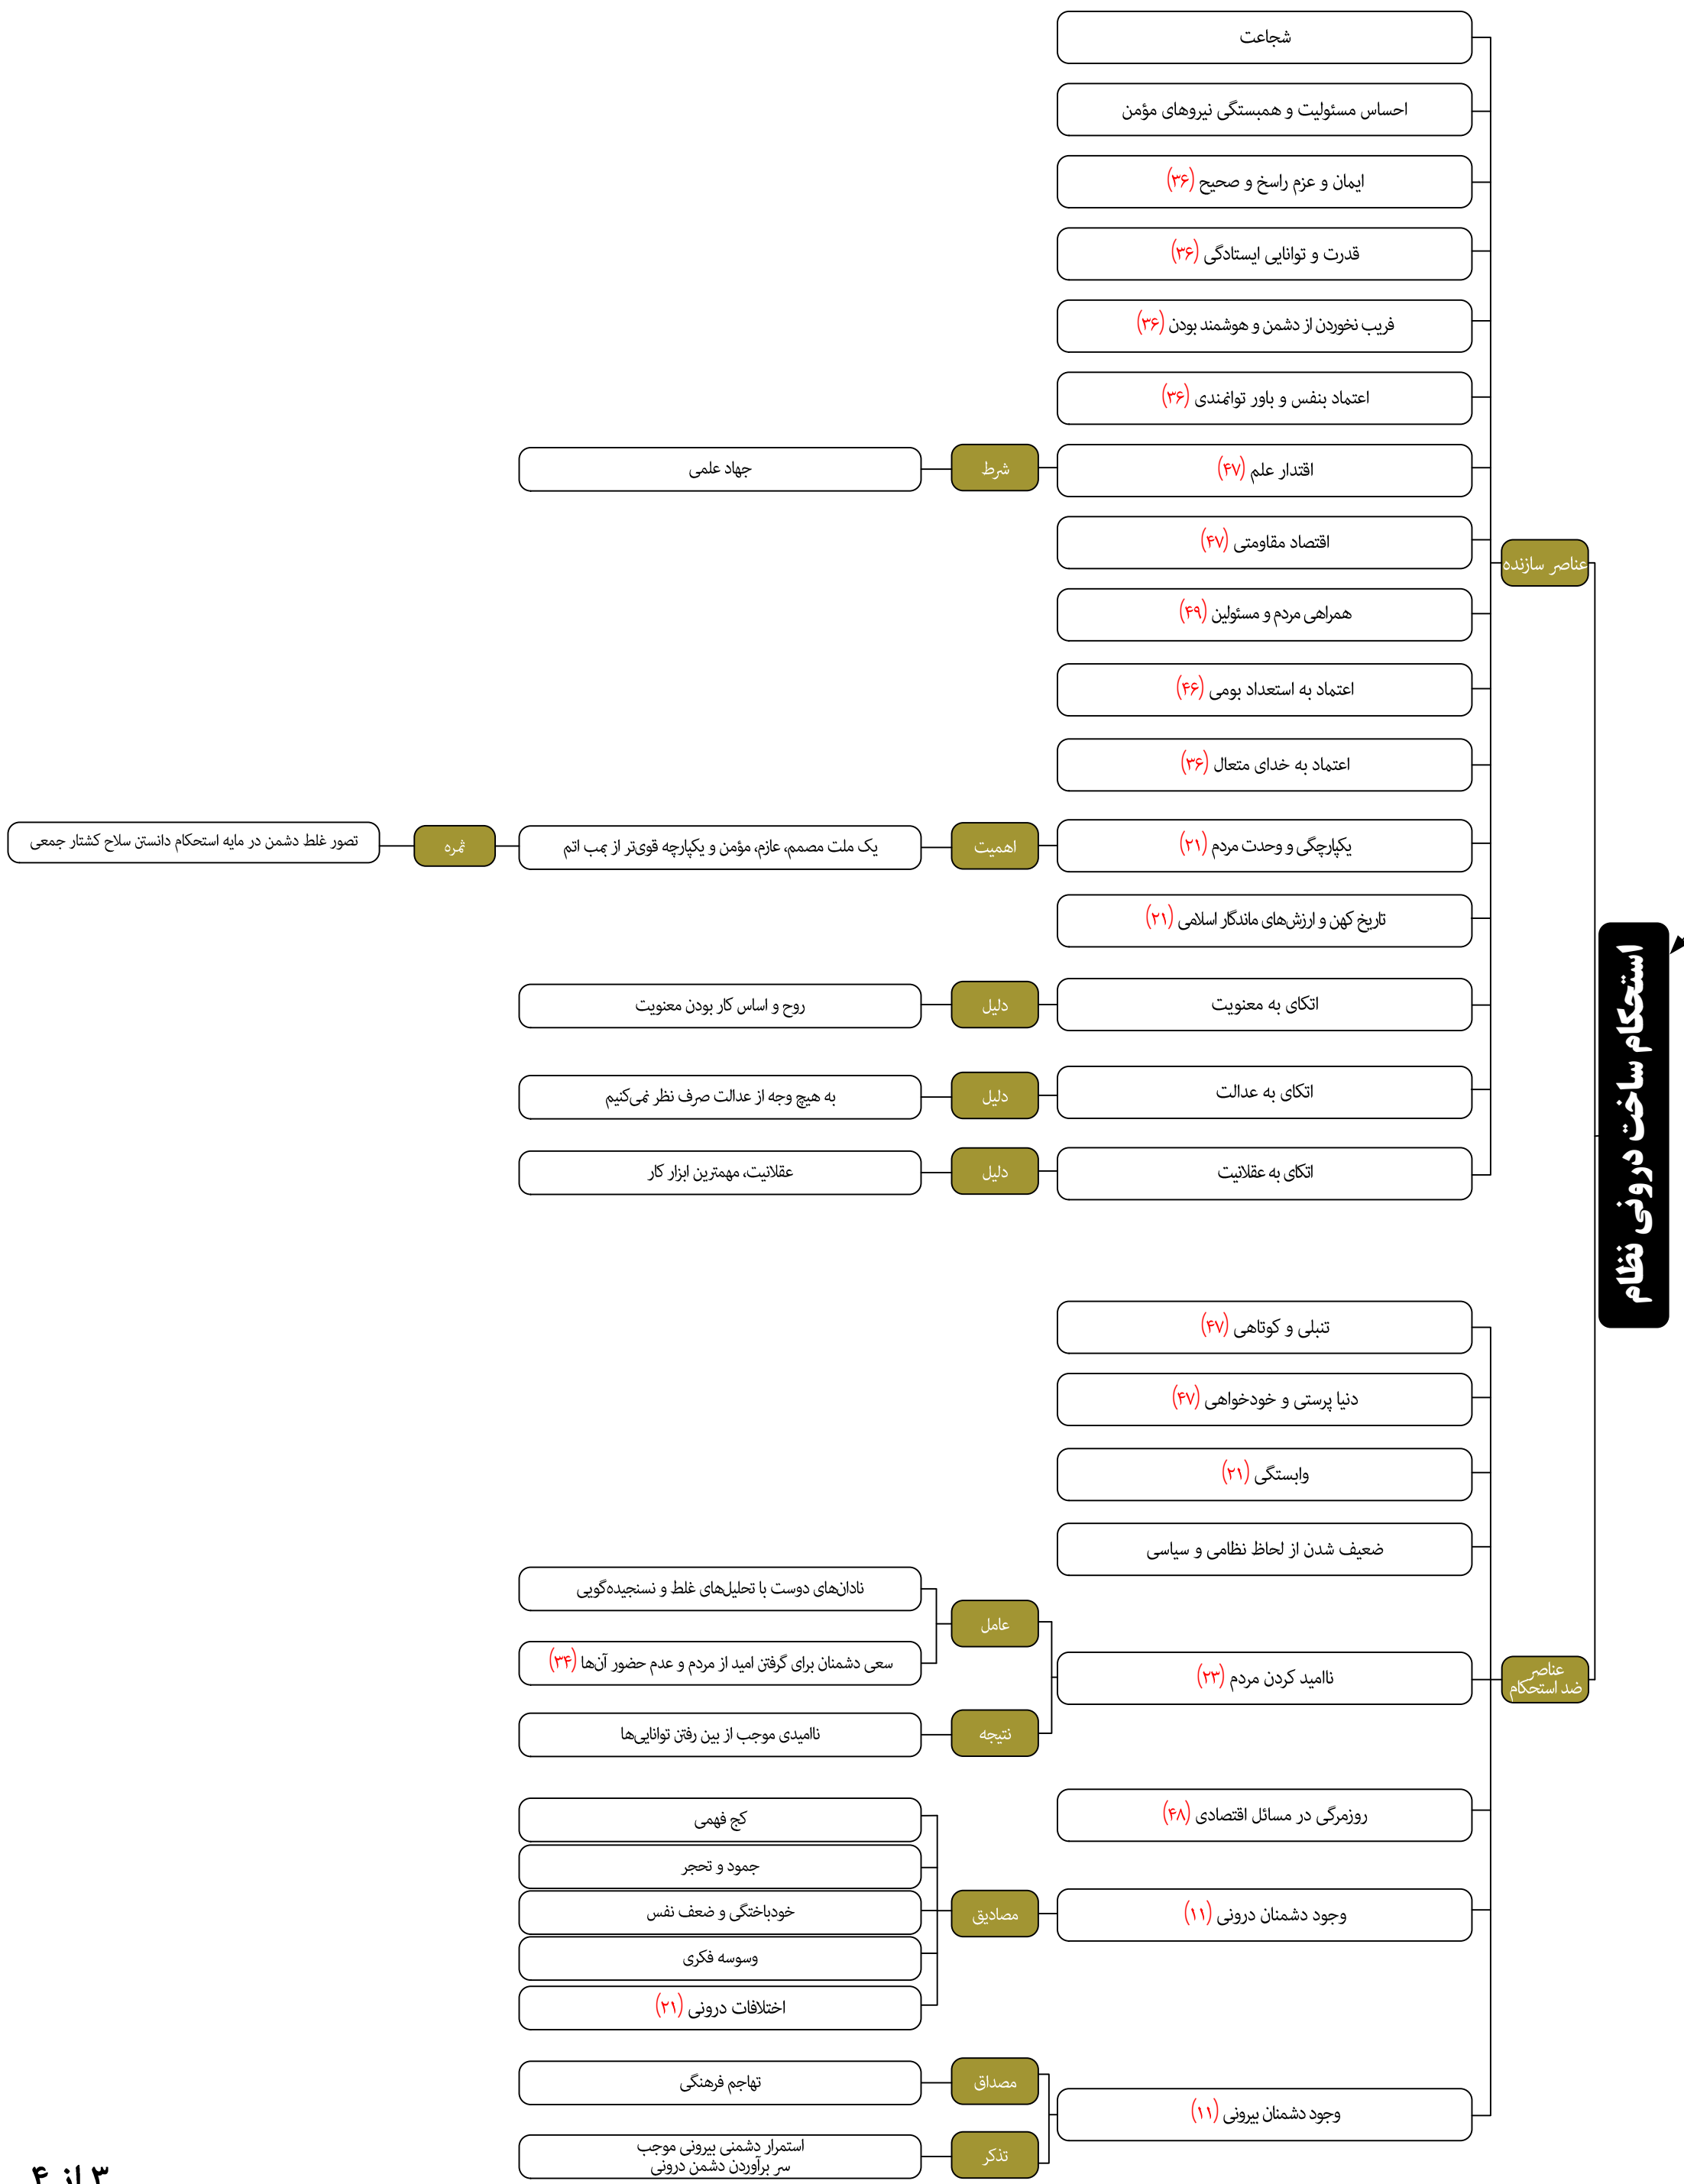 استحکام ساخت درونی نظام
عناصر سازنده
شجاعت
احساس مسئولیت و همبستگی نیروهای مؤمن
ایمان و عزم راسخ و صحیح (۳۶)
قدرت و توانایی ایستادگی (۳۶)
فریب نخوردن از دشمن و هوشمند بودن (۳۶)
اعتماد بنفس و باور توانمندی (۳۶)
اقتدار علم (۴۷)
شرط
جهاد علمی
اقتصاد مقاومتی (۴۷)
همراهی مردم و مسئولین (۴۹)
اعتماد به استعداد بومی (۴۶)
اعتماد به خدای متعال (۳۶)
یکپارچگی و وحدت مردم (۲۱)
اهمیت
یک ملت مصمم، عازم، مؤمن و یکپارچه قوی‌تر از بمب اتم
ثمره
تصور غلط دشمن در مایه استحکام دانستن سلاح کشتار جمعی
تاریخ کهن و ارزش‌های ماندگار اسلامی (۲۱)
اتکای به معنویت
دلیل
روح و اساس کار بودن معنویت
اتکای به عدالت
دلیل
به هیچ وجه از عدالت صرف نظر نمی‌کنیم
اتکای به عقلانیت
دلیل
عقلانیت، مهمترین ابزار کار
عناصر
ضد استحکام
تنبلی و کوتاهی (۴۷)
دنیا پرستی و خودخواهی (۴۷)
وابستگی (۲۱)
ضعیف شدن از لحاظ نظامی و سیاسی
ناامید کردن مردم (۲۳)
عامل
نادان‌های دوست با تحلیل‌های غلط و نسنجیده‌گویی
سعی دشمنان برای گرفتن امید از مردم و عدم حضور آن‌ها (۳۴)
نتیجه
ناامیدی موجب از بین رفتن توانایی‌ها
روزمرگی در مسائل اقتصادی (۴۸)
وجود دشمنان درونی (۱۱)
مصادیق
کج فهمی
جمود و تحجر
خودباختگی و ضعف نفس
وسوسه فکری
اختلافات درونی (۲۱)
وجود دشمنان بیرونی (۱۱)
مصداق
تهاجم فرهنگی
تذکر
استمرار دشمنی بیرونی موجب
سر برآوردن دشمن درونی
۳ از ۴